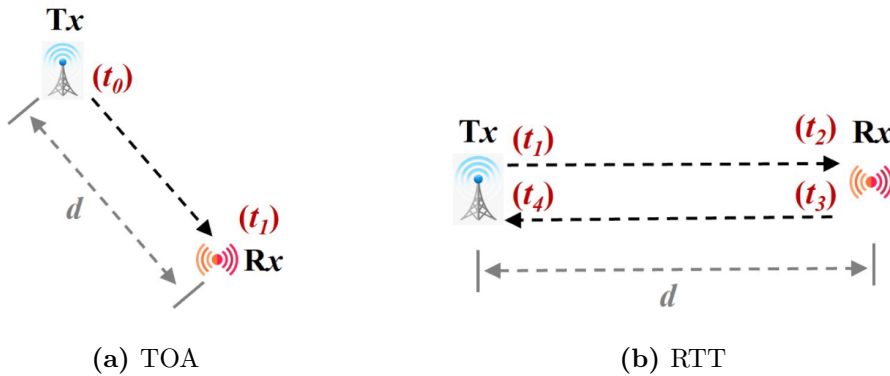 Tx
(t0)
d
(t1)
Rx
(a) TOA
Tx
(t1)
(t2)
Rx
(t4)
(t3)
d
(b) RTT